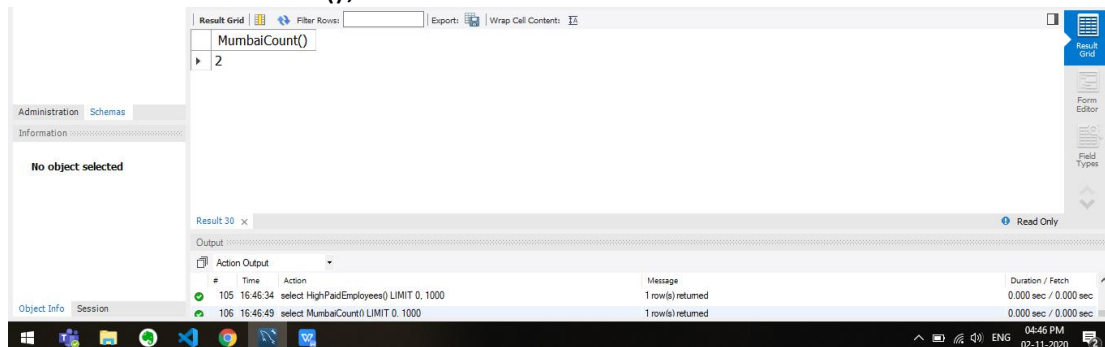 Result Grid Filter Rows: Export: Wrap Cell Content:
MumbaiCount()
2
Result Grid
Form Editor
Field Types
Administration Schemas
Information
No object selected
Result 30 × Read Only
Output
Action Output
# Time Action Message Duration / Fetch
105 16:46:34 select HighPaidEmployees() LIMIT 0, 1000 1 row(s) returned 0.000 sec / 0.000 sec
106 16:46:49 select MumbaiCount() LIMIT 0, 1000 1 row(s) returned 0.000 sec / 0.000 sec
Object Info Session
ENG 04:46 PM
02-11-2020